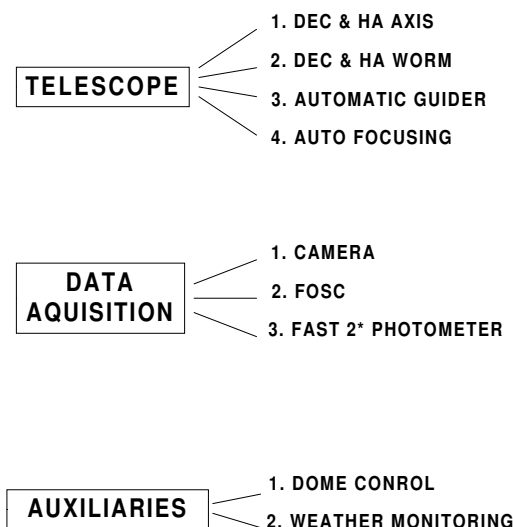 TELESCOPE
1. DEC & HA AXIS
2. DEC & HA WORM
3. AUTOMATIC GUIDER
4. AUTO FOCUSING
DATA
AQUISITION
1. CAMERA
2. FOSC
3. FAST 2* PHOTOMETER
AUXILIARIES
1. DOME CONROL
2. WEATHER MONITORING